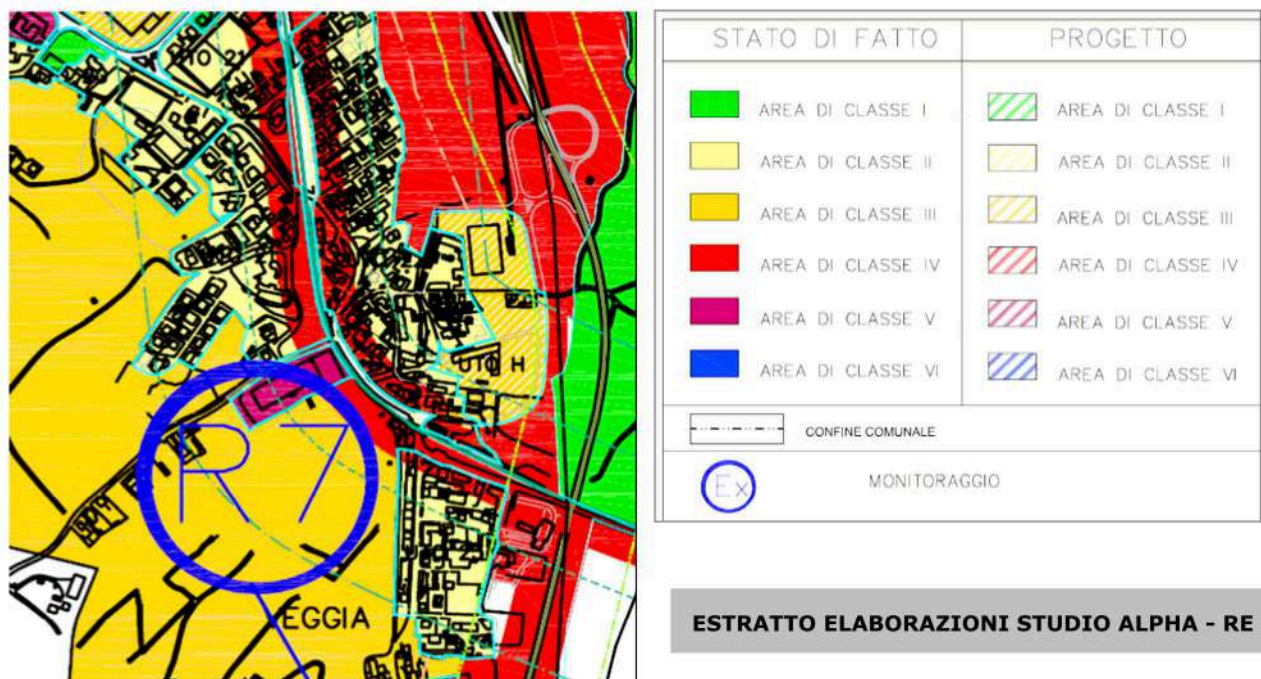 UTO H
R 7
EGGIA
STATO DI FATTO
PROGETTO
AREA DI CLASSE I
AREA DI CLASSE I
AREA DI CLASSE II
AREA DI CLASSE II
AREA DI CLASSE III
AREA DI CLASSE III
AREA DI CLASSE IV
AREA DI CLASSE IV
AREA DI CLASSE V
AREA DI CLASSE V
AREA DI CLASSE VI
AREA DI CLASSE VI
CONFINE COMUNALE
Ex
MONITORAGGIO
ESTRATTO ELABORAZIONI STUDIO ALPHA - RE